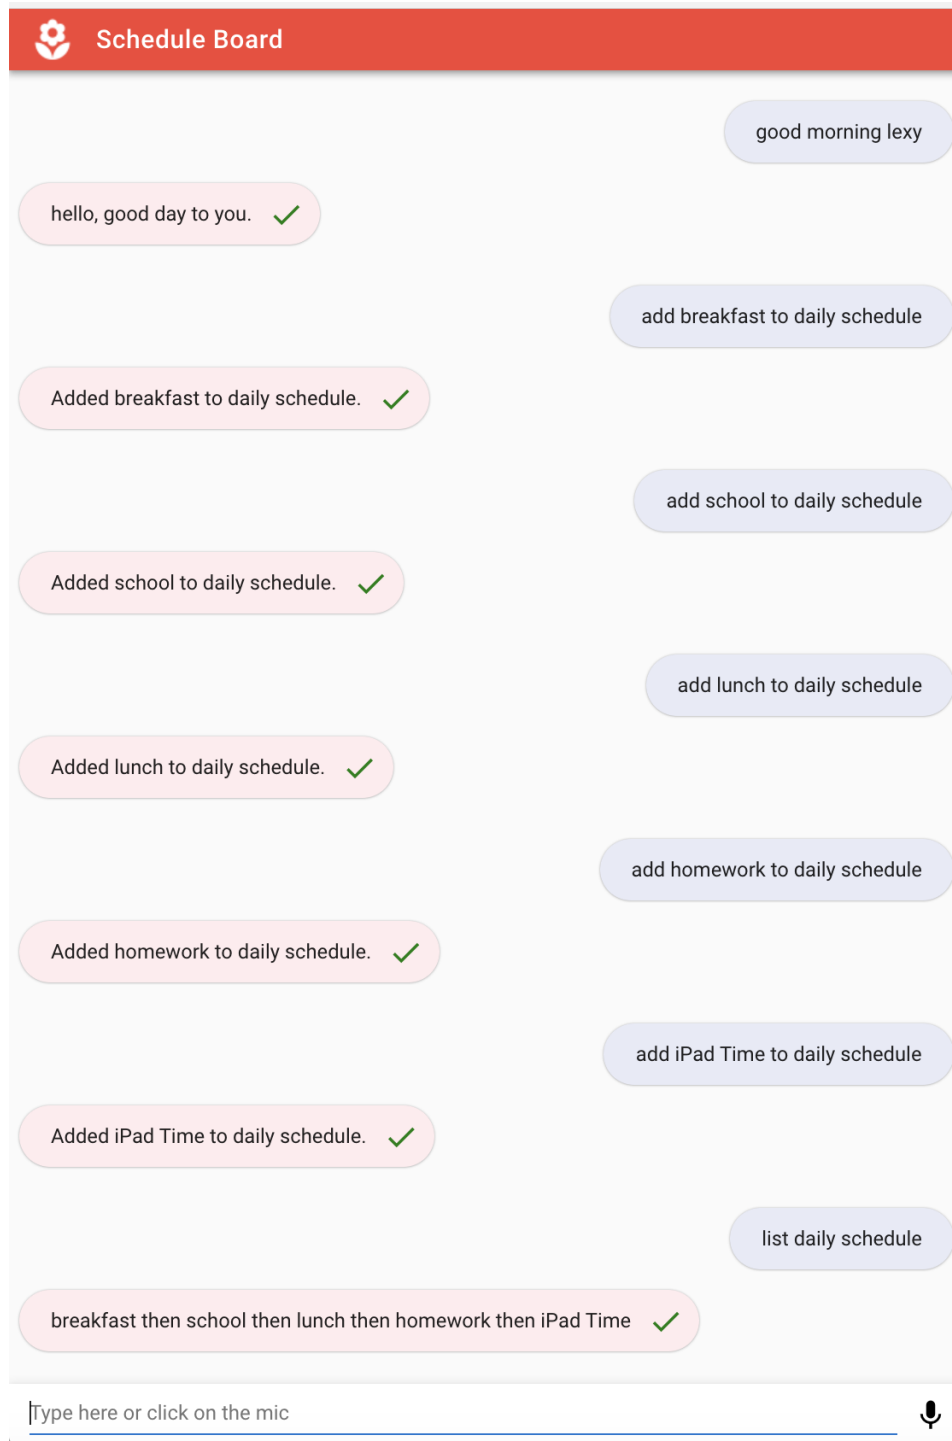 Schedule Board
good morning lexy
hello, good day to you.
add breakfast to daily schedule
Added breakfast to daily schedule.
add school to daily schedule
Added school to daily schedule.
add lunch to daily schedule
Added lunch to daily schedule.
add homework to daily schedule
Added homework to daily schedule.
add iPad Time to daily schedule
Added iPad Time to daily schedule.
list daily schedule
breakfast then school then lunch then homework then iPad Time
Type here or click on the mic